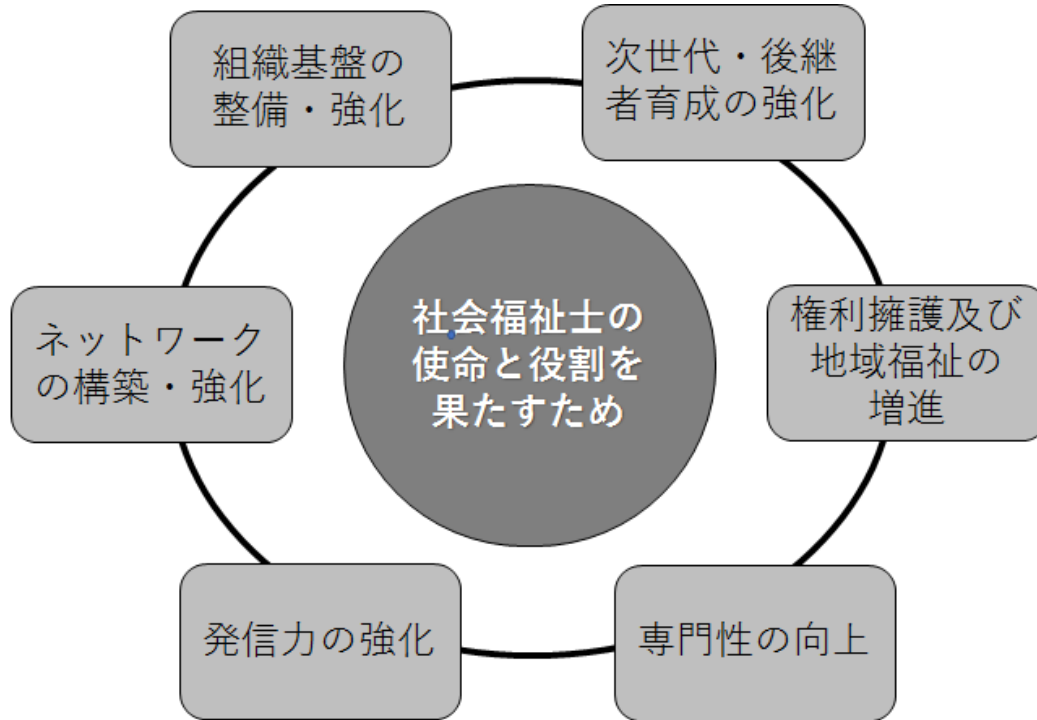 組織基盤の
整備・強化
次世代・後継
者育成の強化
ネットワーク
の構築・強化
社会福祉士の
使命と役割を
果たすため
権利擁護及び
地域福祉の
増進
発信力の強化
専門性の向上